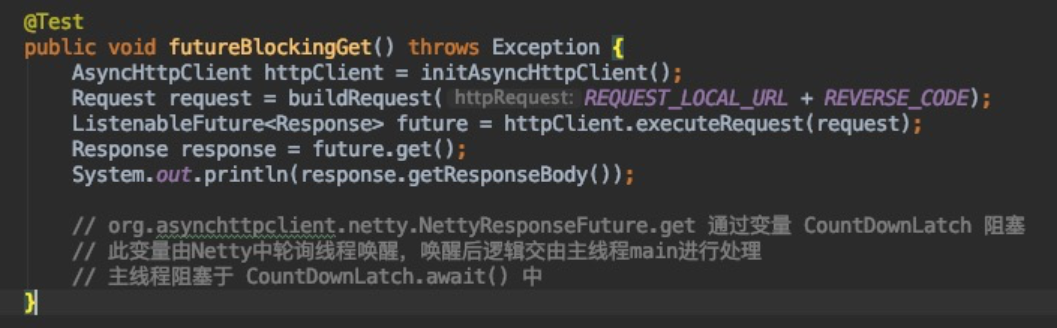 @Test
public void futureBlockingGet() throws Exception {
    AsyncHttpClient httpClient = initAsyncHttpClient();
    Request request = buildRequest( httpRequest: REQUEST_LOCAL_URL + REVERSE_CODE);
    ListenableFuture<Response> future = httpClient.executeRequest(request);
    Response response = future.get();
    System.out.println(response.getResponseBody());
    // org.asynchttpclient.netty.NettyResponseFuture.get 通过变量 CountDownLatch 阻塞
    // 此变量由Netty中轮询线程唤醒，唤醒后逻辑交由主线程main进行处理
    // 主线程阻塞于 CountDownLatch.await() 中
}